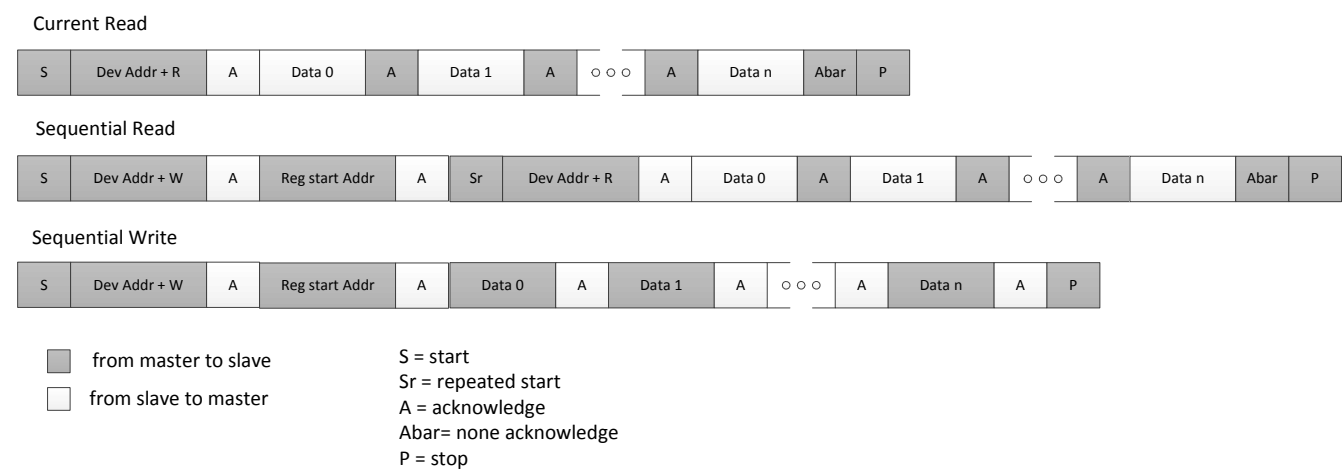 Current Read
S Dev Addr + R A Data 0 A Data 1 A ○ ○ ○ A Data n Abar P
Sequential Read
S Dev Addr + W A Reg start Addr A Sr Dev Addr + R A Data 0 A Data 1 A ○ ○ ○ A Data n Abar P
Sequential Write
S Dev Addr + W A Reg start Addr A Data 0 A Data 1 A ○ ○ ○ A Data n A P
from master to slave
from slave to master
S = start
Sr = repeated start
A = acknowledge
Abar= none acknowledge
P = stop